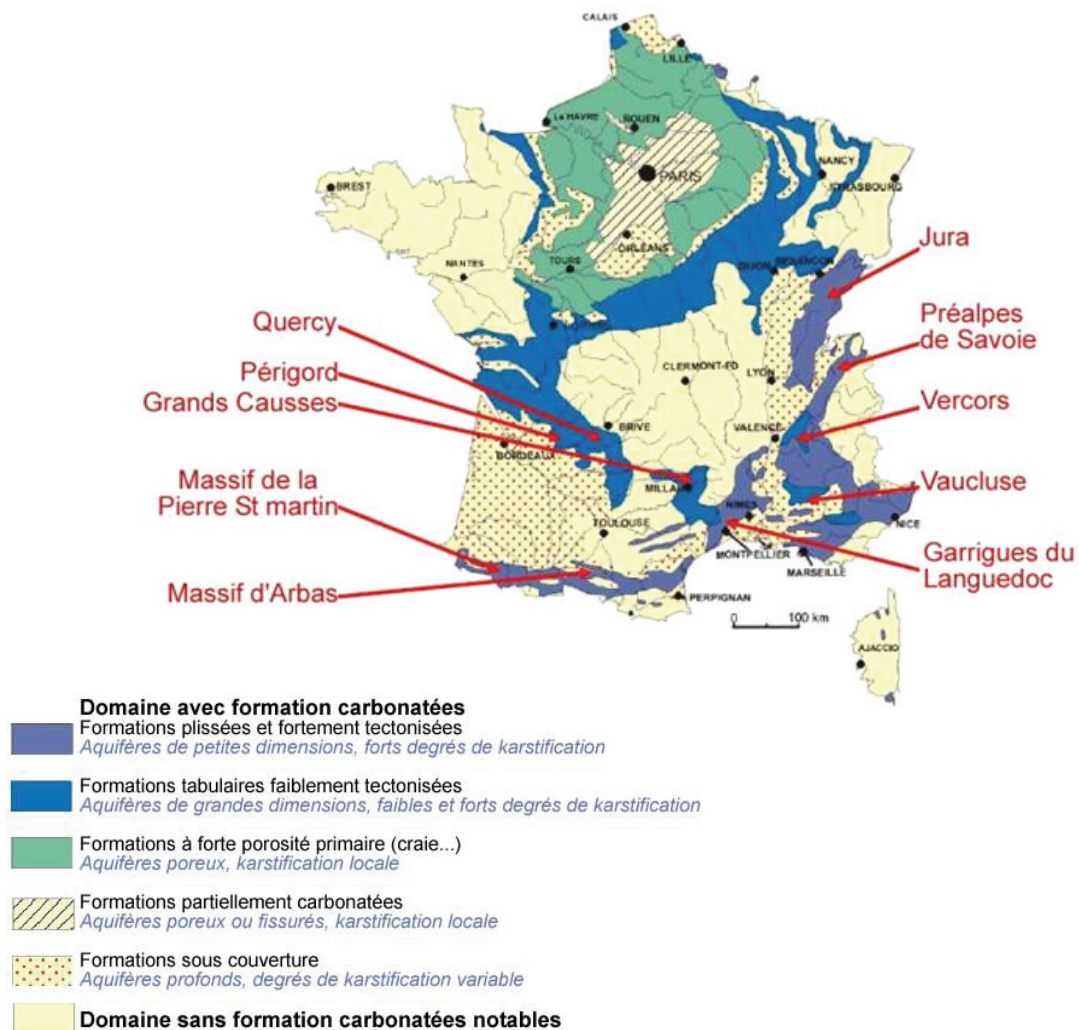 CALAIS
LILLE
Le HAVRE
ROUEN
PARIS
NANCY
STRASBOURG
BREST
ORLÉANS
TOURS
NANTES
DIJON
BESANCON
Jura
Préalpes
de Savoie
Quercy
Périgord
Grands Causses
CLERMONT-FD
LYON
Vercors
BRIVE
VALENCE
BORDEAUX
MILLA
Massif de la
Pierre St martin
Vaucluse
NIMES
TOULOUSE
NICE
MONTPELLIER
MARSEILLE
Garrigues du
Languedoc
Massif d'Arbas
PERPIGNAN
0 100 km
AJACCIO
Domaine avec formation carbonatées
Formations plissées et fortement tectonisées
Aquifères de petites dimensions, forts degrés de karstification
Formations tabulaires faiblement tectonisées
Aquifères de grandes dimensions, faibles et forts degrés de karstification
Formations à forte porosité primaire (craie...)
Aquifères poreux, karstification locale
Formations partiellement carbonatées
Aquifères poreux ou fissurés, karstification locale
Formations sous couverture
Aquifères profonds, degrés de karstification variable
Domaine sans formation carbonatées notables